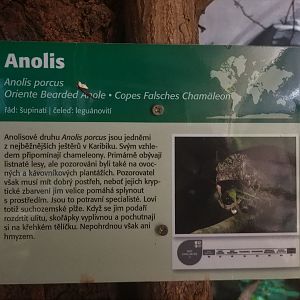 Anolis
Anolis porcus
Oriente Bearded Anole • Copes Falsches Chamäleon
řád: šupinatí | čeleď: leguánovití
Anolisové druhu Anolis porcus jsou jedněmi
z nejběžnějších ještěrů v Karibiku. Svým vzhle-
dem připomínají chameleony. Primárně obývají
listnaté lesy, ale pozorováni byli také na ovoc-
ných a kávovníkových plantážích. Pozorovatel
však musí mít dobrý postřeh, neboť jejich kryp-
tické zbarvení jim velice pomáhá splynout
s prostředím. Jsou to potravní specialisté. Loví
totiž suchozemské plže. Když se jim podaří
rozdrtit ulitu, skořápky vyplivnou a pochutnají
si na křehkém tělíčku. Nepohrdnou však ani
hmyzem.